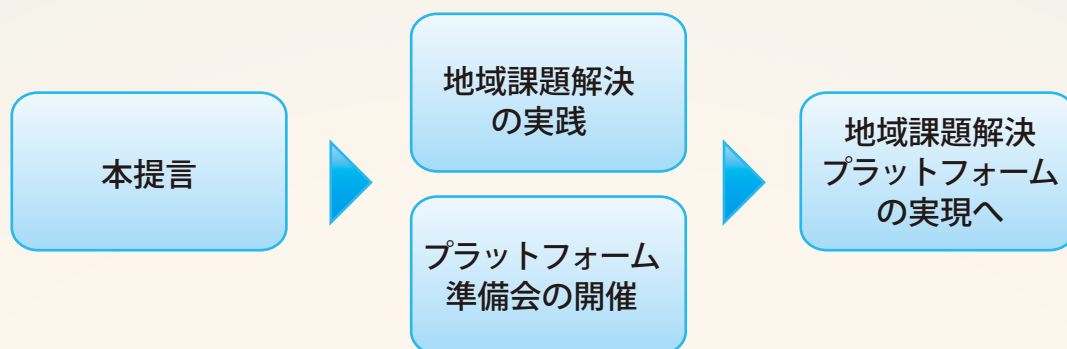 本提言
地域課題解決
の実践
プラットフォーム
準備会の開催
地域課題解決
プラットフォーム
の実現へ